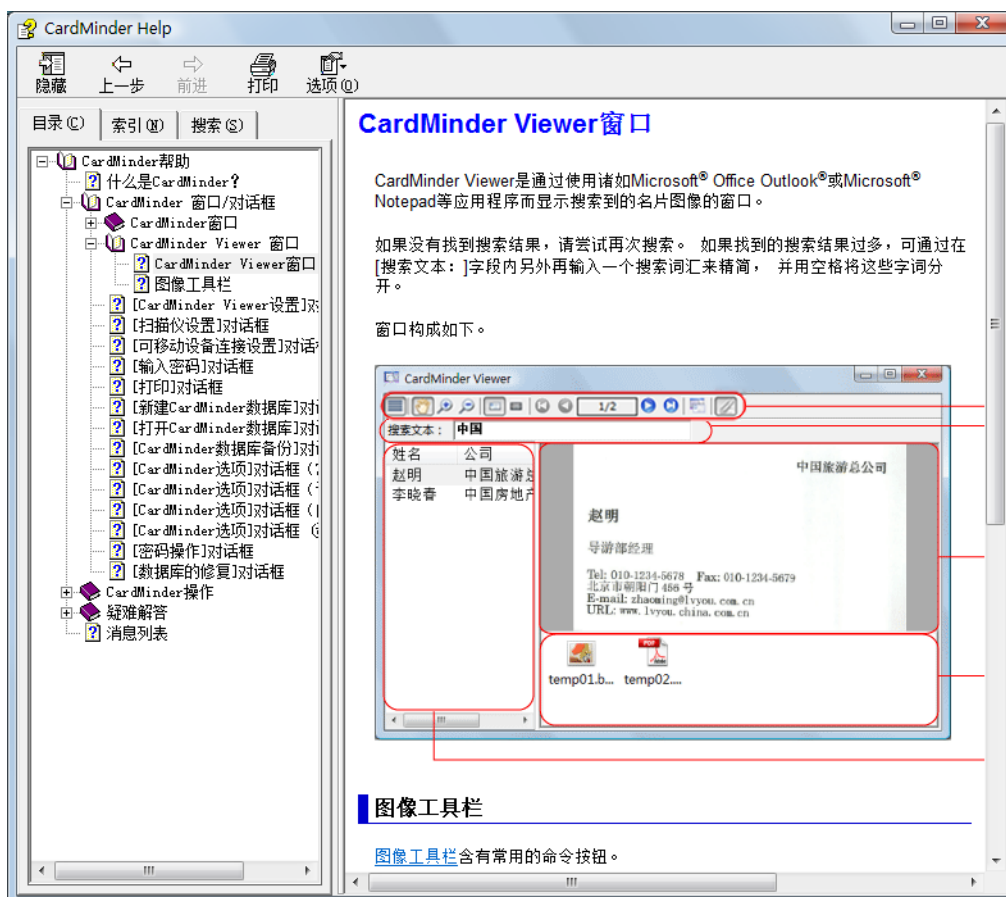 CardMinder Help
隐藏 上一步 前进 打印 选项(O)
目录(C) 索引(N) 搜索(S)
CardMinder帮助
什么是CardMinder?
CardMinder 窗口/对话框
CardMinder窗口
CardMinder Viewer 窗口
CardMinder Viewer窗口
图像工具栏
[CardMinder Viewer设置]对
[扫描仪设置]对话框
[可移动设备连接设置]对话
[输入密码]对话框
[打印]对话框
[新建CardMinder数据库]对
[打开CardMinder数据库]对
[CardMinder数据库备份]对
[CardMinder选项]对话框 (
[CardMinder选项]对话框 (
[CardMinder选项]对话框 (
[CardMinder选项]对话框 (
[密码操作]对话框
[数据库的修复]对话框
CardMinder操作
疑难解答
消息列表
CardMinder Viewer窗口
CardMinder Viewer是通过使用诸如Microsoft® Office Outlook®或Microsoft®
Notepad等应用程序而显示搜索到的名片图像的窗口。
如果没有找到搜索结果，请尝试再次搜索。 如果找到的搜索结果过多，可通过在
[搜索文本：]字段内另外再输入一个搜索词汇来精简， 并用空格将这些字词分
开。
窗口构成如下。
CardMinder Viewer
1/2
搜索文本： 中国
姓名 公司
赵明 中国旅游总
李晓春 中国房地产
中国旅游总公司
赵明
导游部经理
Tel: 010-1234-5678 Fax: 010-1234-5679
北京市朝阳门 456 号
E-mail: zhaoming@lvyou.com.cn
URL: www.lvyou.china.com.cn
PDF
temp01.b... temp02....
图像工具栏
图像工具栏含有常用的命令按钮。